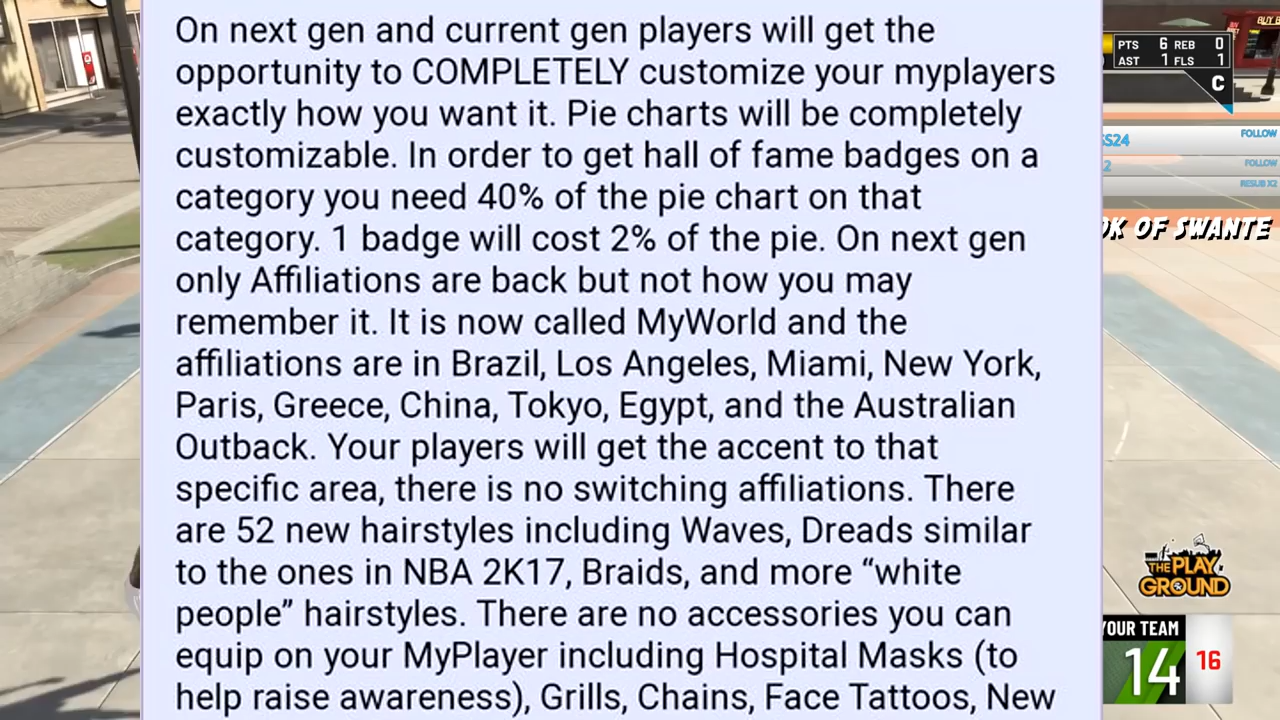 On next gen and current gen players will get the
opportunity to COMPLETELY customize your myplayers
exactly how you want it. Pie charts will be completely
customizable. In order to get hall of fame badges on a
category you need 40% of the pie chart on that
category. 1 badge will cost 2% of the pie. On next gen
only Affiliations are back but not how you may
remember it. It is now called MyWorld and the
affiliations are in Brazil, Los Angeles, Miami, New York,
Paris, Greece, China, Tokyo, Egypt, and the Australian
Outback. Your players will get the accent to that
specific area, there is no switching affiliations. There
are 52 new hairstyles including Waves, Dreads similar
to the ones in NBA 2K17, Braids, and more “white
people” hairstyles. There are no accessories you can
equip on your MyPlayer including Hospital Masks (to
help raise awareness), Grills, Chains, Face Tattoos, New
PTS 6 REB 0
AST 1 FLS 1
C
S24 FOLLOW
2 FOLLOW
RESUB X2
OK OF SWANTE
THE PLAY
GROUND
YOUR TEAM
14 16